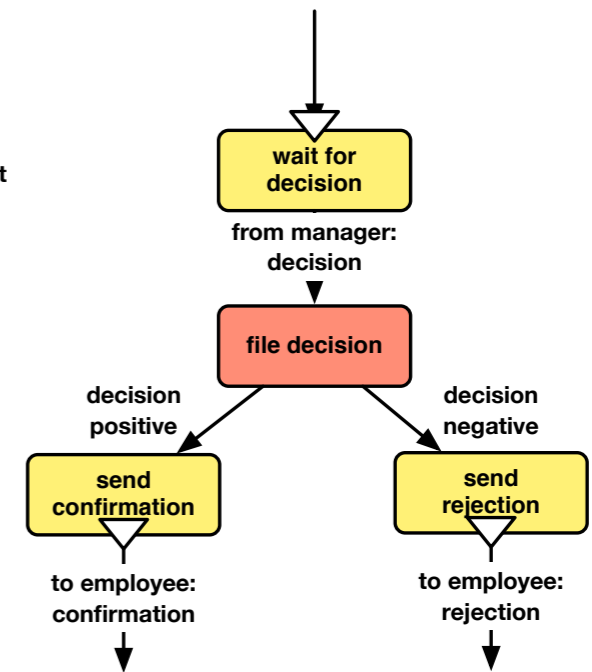 t
wait for
decision
from manager:
decision
file decision
decision
positive
decision
negative
send
confirmation
send
rejection
to employee:
confirmation
to employee:
rejection